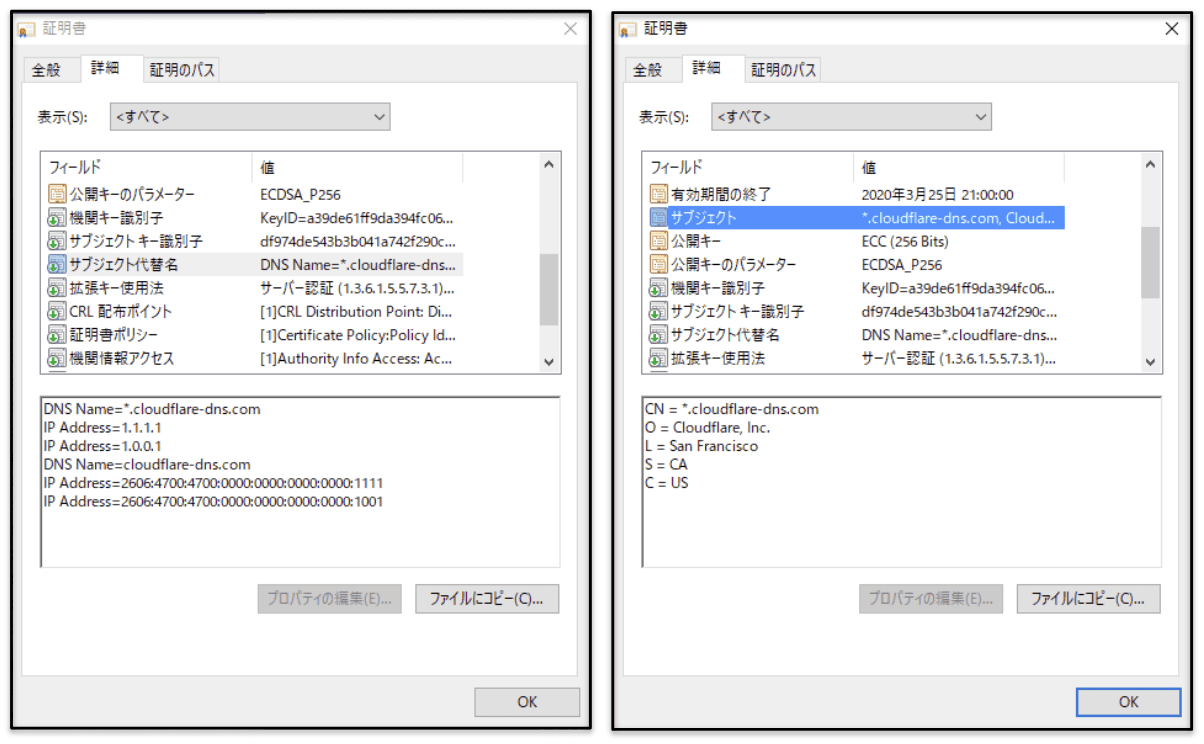 証明書
全般 詳細 証明のパス
表示(S): <すべて>
フィールド 値
公開キーのパラメーター ECDSA_P256
機関キー識別子 KeyID=a39de61ff9da394fc06...
サブジェクト キー識別子 df974de543b3b041a742f290c...
サブジェクト代替名 DNS Name=*.cloudflare-dns...
拡張キー使用法 サーバー認証 (1.3.6.1.5.5.7.3.1)...
CRL 配布ポイント [1]CRL Distribution Point: Di...
証明書ポリシー [1]Certificate Policy:Policy Id...
機関情報アクセス [1]Authority Info Access: Ac...
DNS Name=*.cloudflare-dns.com
IP Address=1.1.1.1
IP Address=1.0.0.1
DNS Name=cloudflare-dns.com
IP Address=2606:4700:4700:0000:0000:0000:0000:1111
IP Address=2606:4700:4700:0000:0000:0000:0000:1001
プロパティの編集(E)... ファイルにコピー(C)...
OK
証明書
全般 詳細 証明のパス
表示(S): <すべて>
フィールド 値
有効期間の終了 2020年3月25日 21:00:00
サブジェクト *.cloudflare-dns.com, Cloud...
公開キー ECC (256 Bits)
公開キーのパラメーター ECDSA_P256
機関キー識別子 KeyID=a39de61ff9da394fc06...
サブジェクト キー識別子 df974de543b3b041a742f290c...
サブジェクト代替名 DNS Name=*.cloudflare-dns...
拡張キー使用法 サーバー認証 (1.3.6.1.5.5.7.3.1)...
CN = *.cloudflare-dns.com
O = Cloudflare, Inc.
L = San Francisco
S = CA
C = US
プロパティの編集(E)... ファイルにコピー(C)...
OK